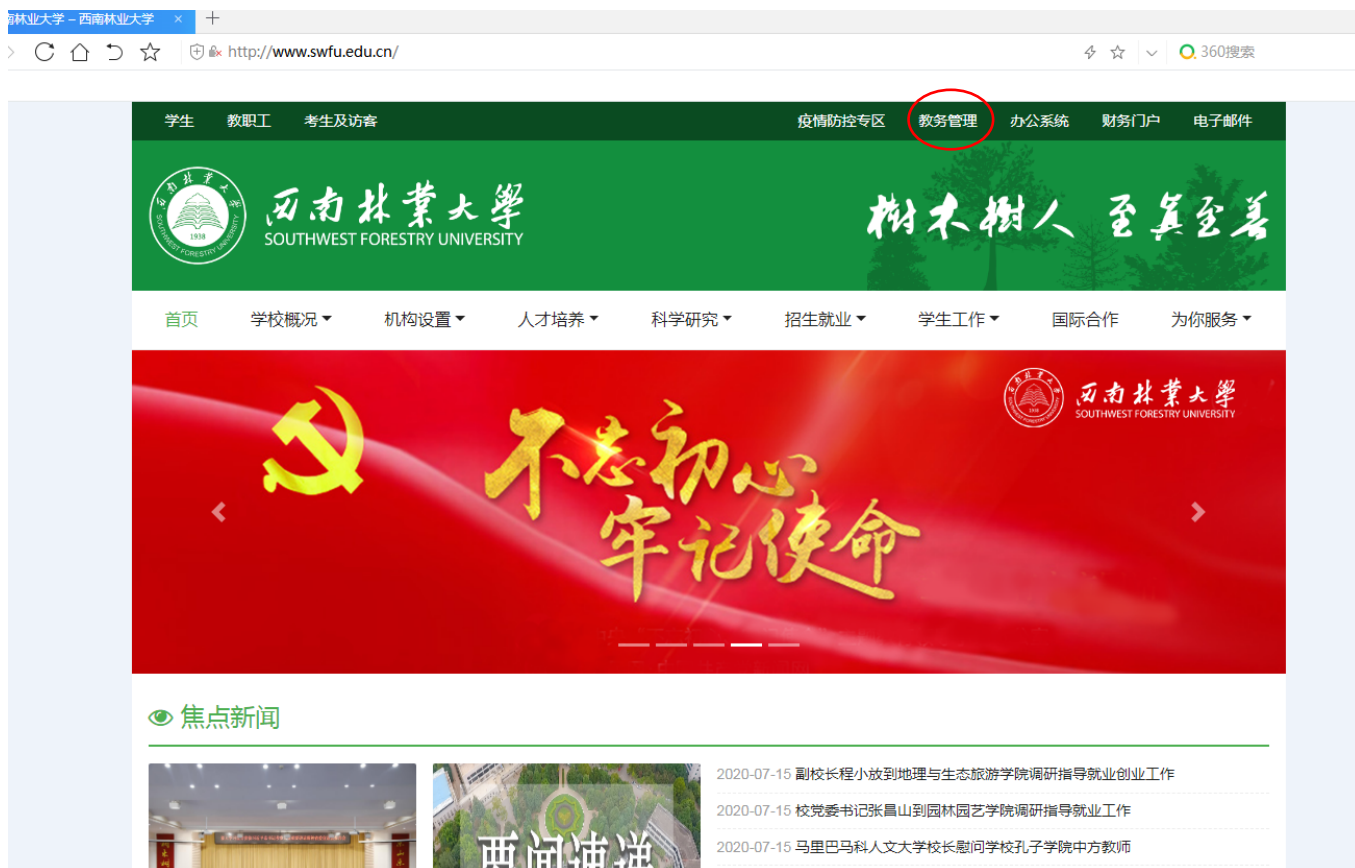 南林业大学 – 西南林业大学 ×
http://www.swfu.edu.cn/
360搜索
学生 教职工 考生及访客 疫情防控专区 教务管理 办公系统 财务门户 电子邮件
西南林業大學
SOUTHWEST FORESTRY UNIVERSITY
1938
樹木樹人 至真至善
首页 学校概况 机构设置 人才培养 科学研究 招生就业 学生工作 国际合作 为你服务
西南林業大學
SOUTHWEST FORESTRY UNIVERSITY
不忘初心
牢记使命
焦点新闻
2020-07-15 副校长程小放到地理与生态旅游学院调研指导就业创业工作
2020-07-15 校党委书记张昌山到园林园艺学院调研指导就业工作
2020-07-15 马里巴马科人文大学校长慰问学校孔子学院中方教师